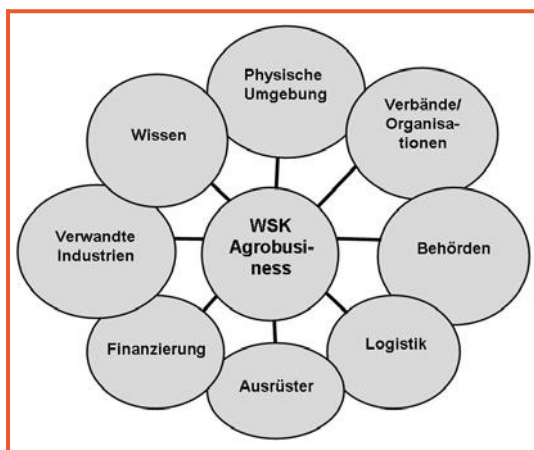 Physische
Umgebung
Verbände/
Organisa-
tionen
Wissen
WSK
Agrobusi-
ness
Verwandte
Industrien
Behörden
Finanzierung
Logistik
Ausrüster